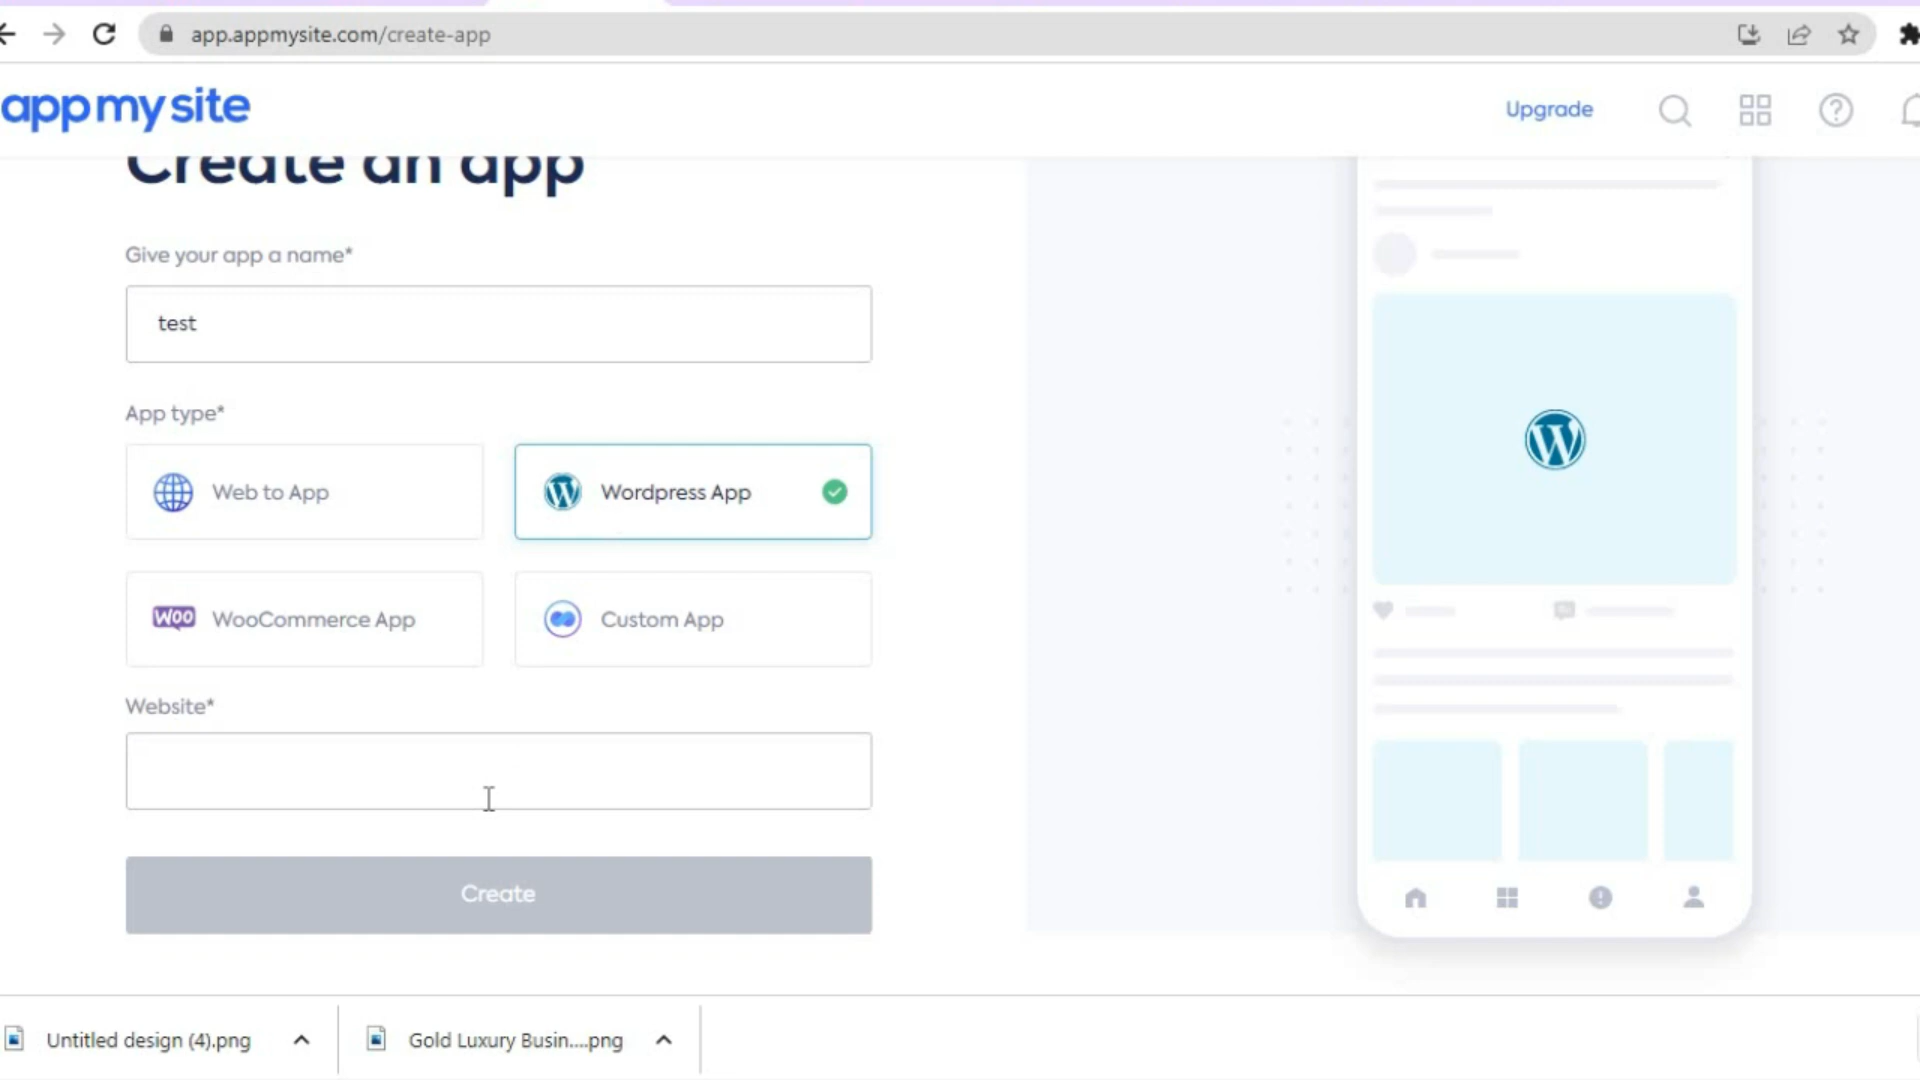 app.appmysite.com/create-app
appmysite
Upgrade
Create an app
Give your app a name*
test
App type*
Web to App
Wordpress App
WOO WooCommerce App
Custom App
Website*
Create
Untitled design (4).png
Gold Luxury Busin....png